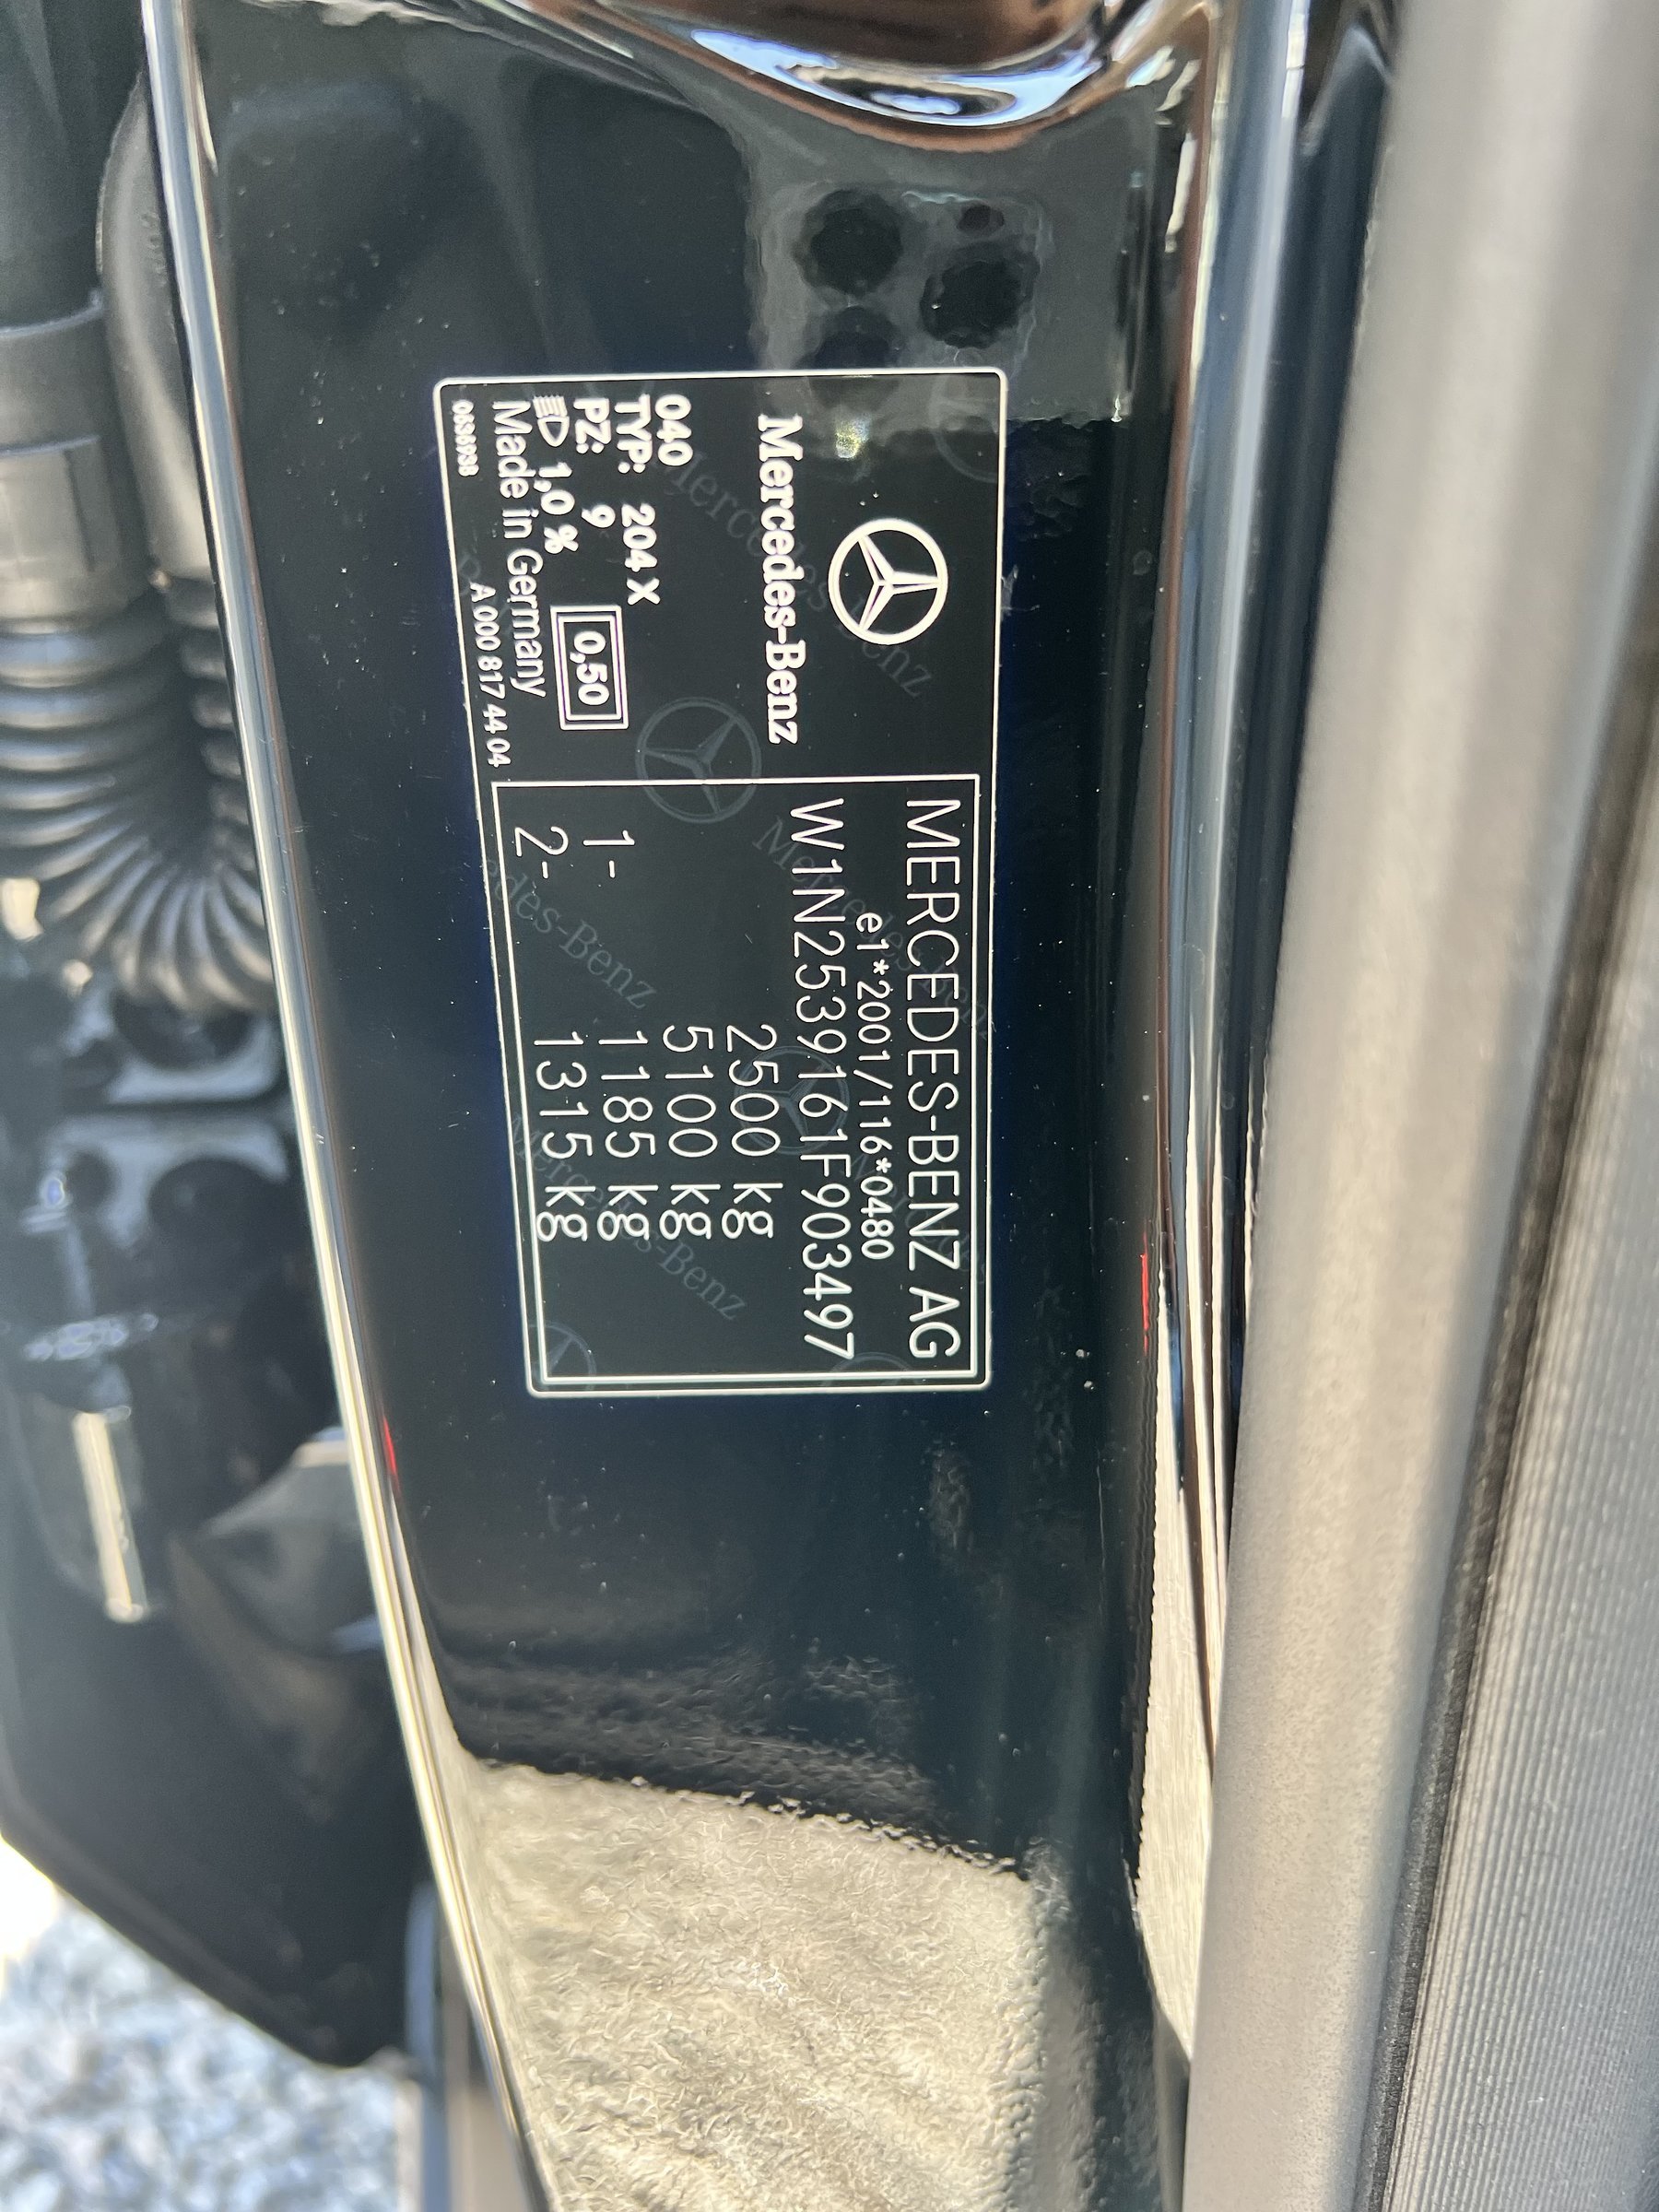 Mercedes-Benz
040
TYP: 204 X
PZ: 9
1,0 %
0,50
Made in Germany
A 000 817 44 04
MERCEDES-BENZ AG
e1*2001/116*0480
W1N2539161F903497
2500 kg
5100 kg
1- 1185 kg
2- 1315 kg